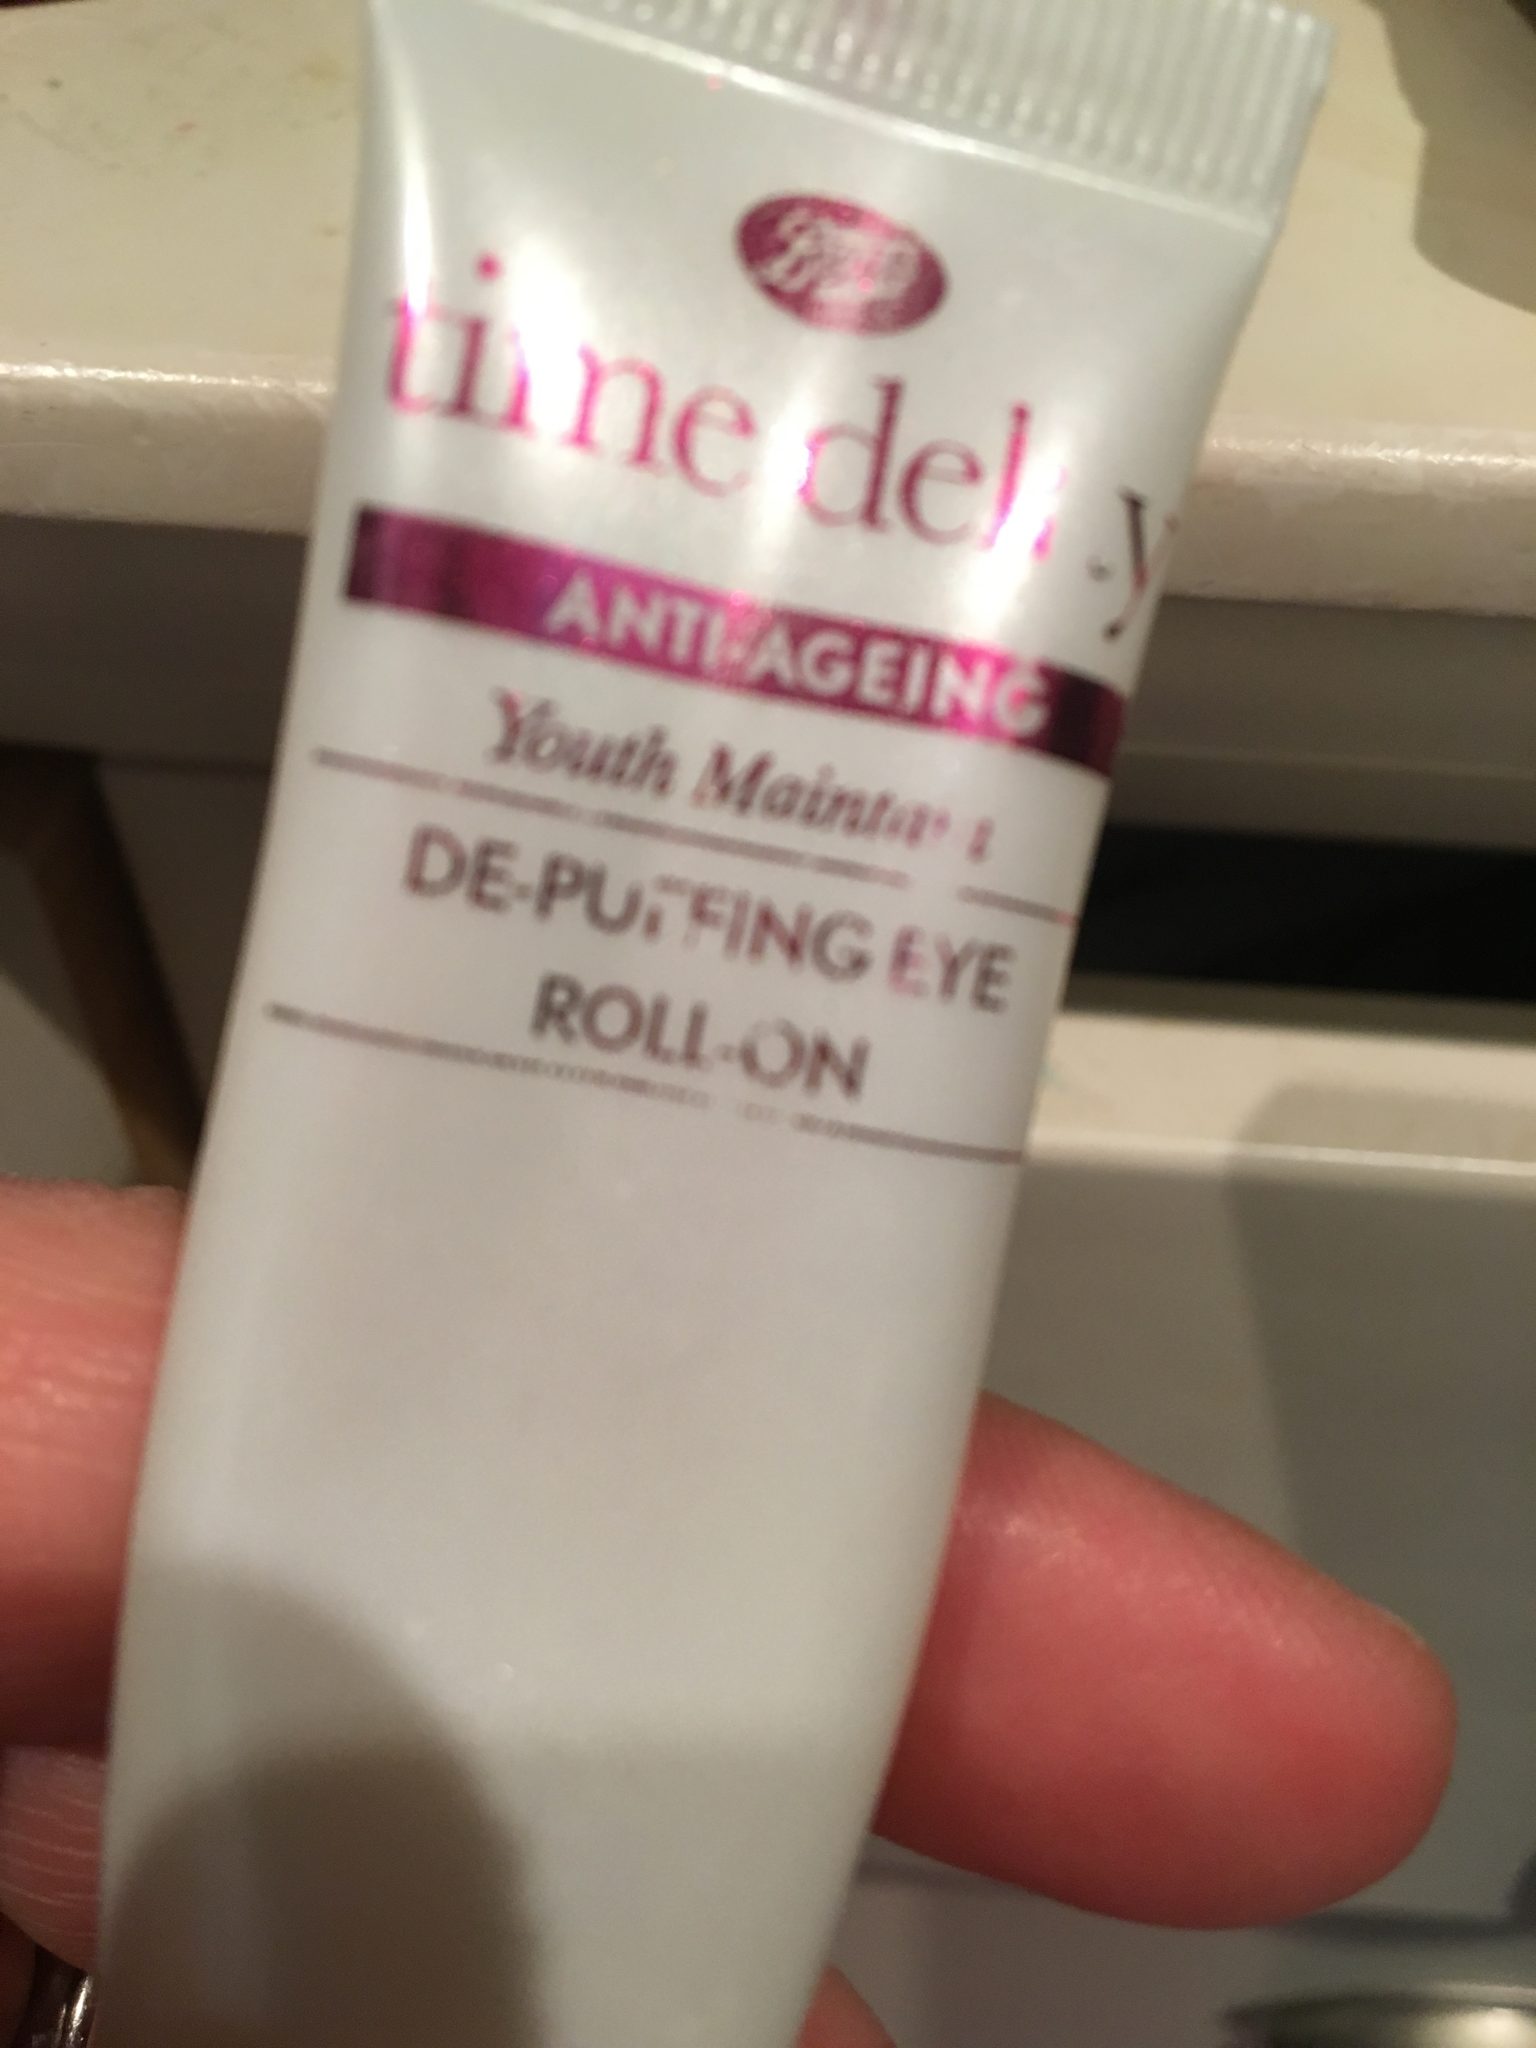 Boots
time delay
ANTI-AGEING
Youth Maintain
DE-PUFFING EYE
ROLL-ON